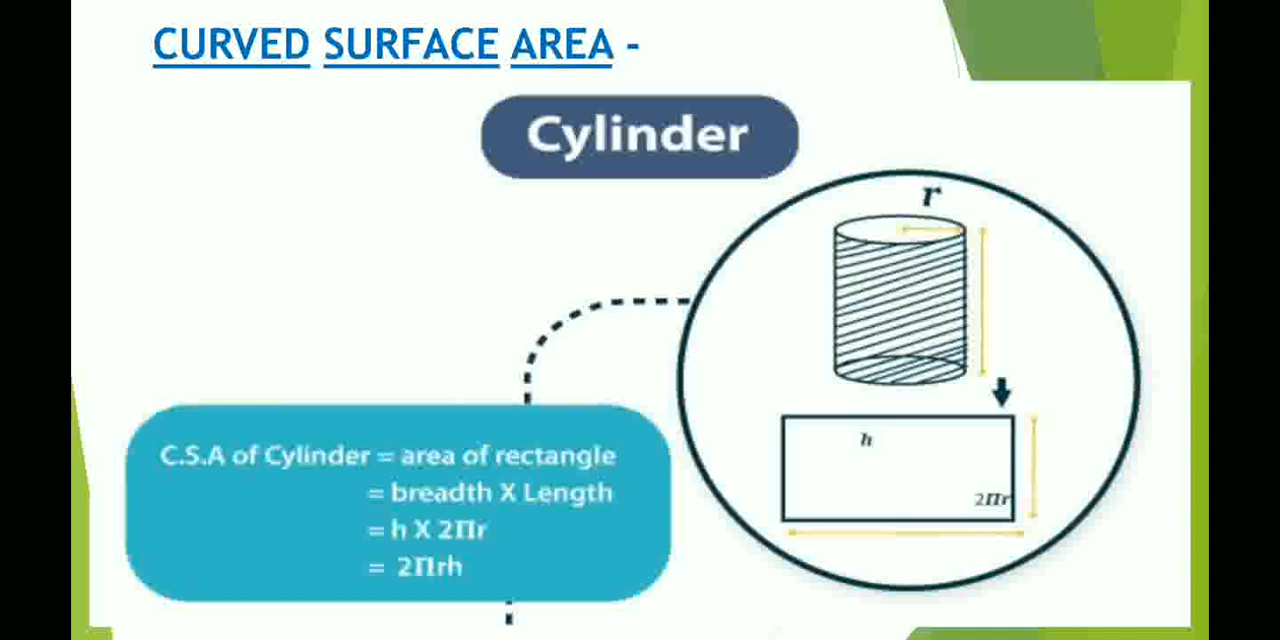 CURVED SURFACE AREA -
Cylinder
r
h
2Πr
C.S.A of Cylinder = area of rectangle
= breadth X Length
= h X 2Πr
= 2Πrh